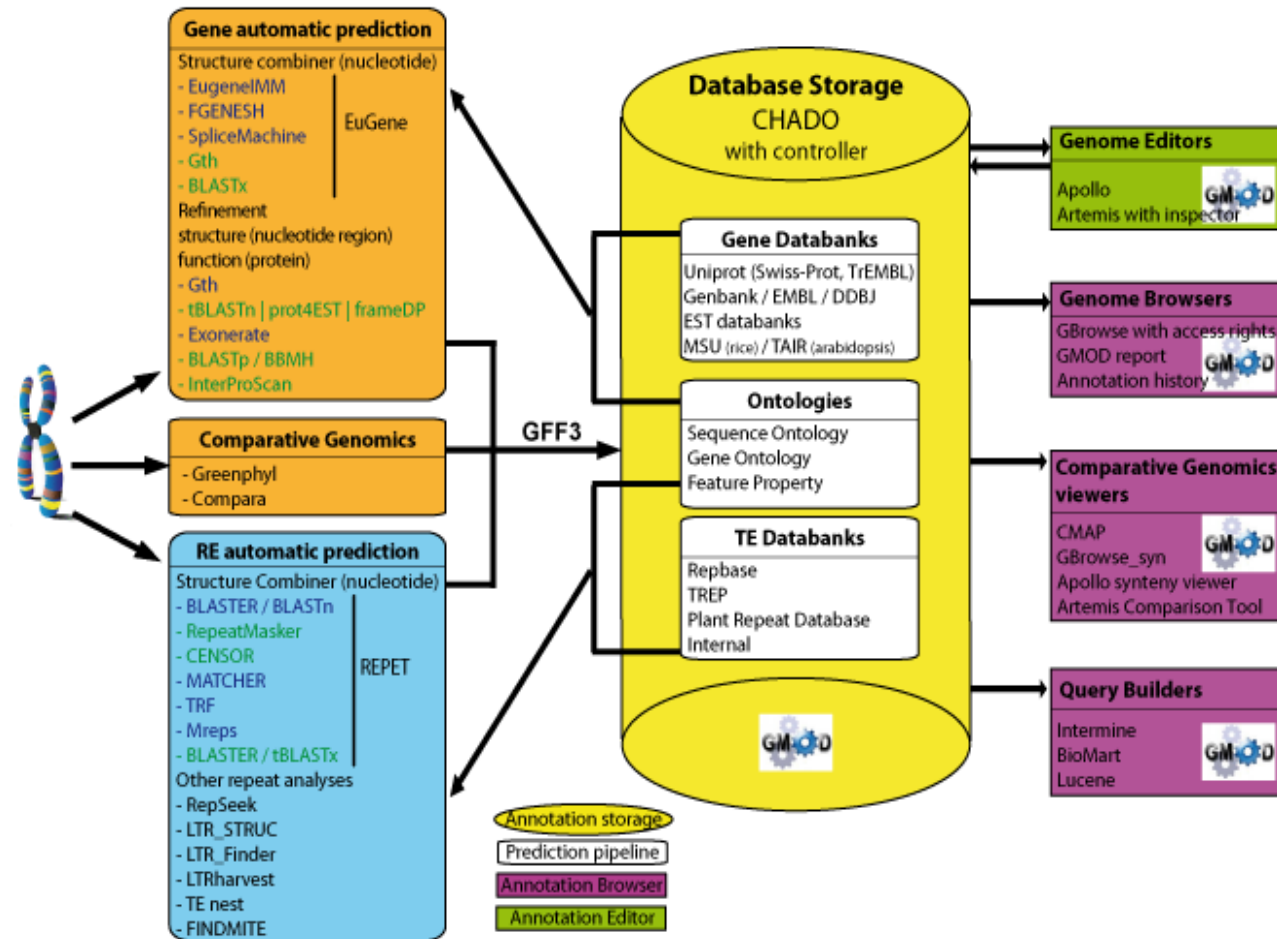 Gene automatic prediction
Structure combiner (nucleotide)
- EugeneIMM
- FGENESH
- SpliceMachine
- Gth
- BLASTx
EuGene
Refinement
structure (nucleotide region)
function (protein)
- Gth
- tBLASTn | prot4EST | frameDP
- Exonerate
- BLASTp / BBMH
- InterProScan
Comparative Genomics
- Greenphyl
- Compara
RE automatic prediction
Structure Combiner (nucleotide)
- BLASTER / BLASTn
- RepeatMasker
- CENSOR
- MATCHER
- TRF
- Mreps
- BLASTER / tBLASTx
REPET
Other repeat analyses
- RepSeek
- LTR_STRUC
- LTR_Finder
- LTRharvest
- TE nest
- FINDMITE
GFF3
Database Storage
CHADO
with controller
Gene Databanks
Uniprot (Swiss-Prot, TrEMBL)
Genbank / EMBL / DDBJ
EST databanks
MSU (rice) / TAIR (arabidopsis)
Ontologies
Sequence Ontology
Gene Ontology
Feature Property
TE Databanks
Repbase
TREP
Plant Repeat Database
Internal
GMOD
Annotation storage
Prediction pipeline
Annotation Browser
Annotation Editor
Genome Editors
Apollo
Artemis with inspector
GMOD
Genome Browsers
GBrowse with access rights
GMOD report
Annotation history
GMOD
Comparative Genomics
viewers
CMAP
GBrowse_syn
Apollo synteny viewer
Artemis Comparison Tool
GMOD
Query Builders
Intermine
BioMart
Lucene
GMOD